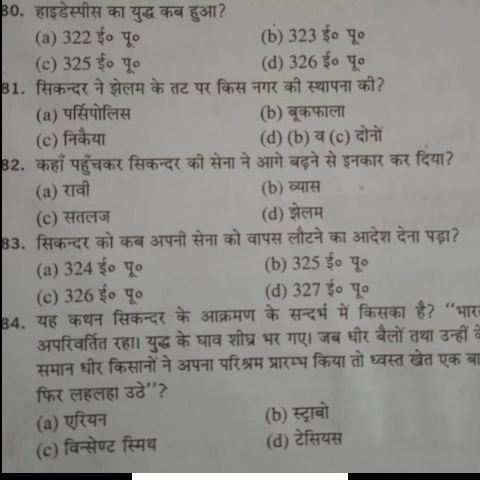 80. हाइडेस्पीस का युद्ध कब हुआ?
(a) 322 ई० पू० (b) 323 ई० पू०
(c) 325 ई० पू० (d) 326 ई० पू०
81. सिकन्दर ने झेलम के तट पर किस नगर की स्थापना की?
(a) पर्सिपोलिस (b) बूकफाला
(c) निकैया (d) (b) व (c) दोनों
82. कहाँ पहुँचकर सिकन्दर की सेना ने आगे बढ़ने से इनकार कर दिया?
(a) रावी (b) व्यास
(c) सतलज (d) झेलम
83. सिकन्दर को कब अपनी सेना को वापस लौटने का आदेश देना पड़ा?
(a) 324 ई० पू० (b) 325 ई० पू०
(c) 326 ई० पू० (d) 327 ई० पू०
84. यह कथन सिकन्दर के आक्रमण के सन्दर्भ में किसका है? “भार
अपरिवर्तित रहा। युद्ध के घाव शीघ्र भर गए। जब धीर बैलों तथा उन्हीं
समान धीर किसानों ने अपना परिश्रम प्रारम्भ किया तो ध्वस्त खेत एक बा
फिर लहलहा उठे”?
(a) एरियन (b) स्ट्राबो
(c) विन्सेण्ट स्मिथ (d) टेसियस